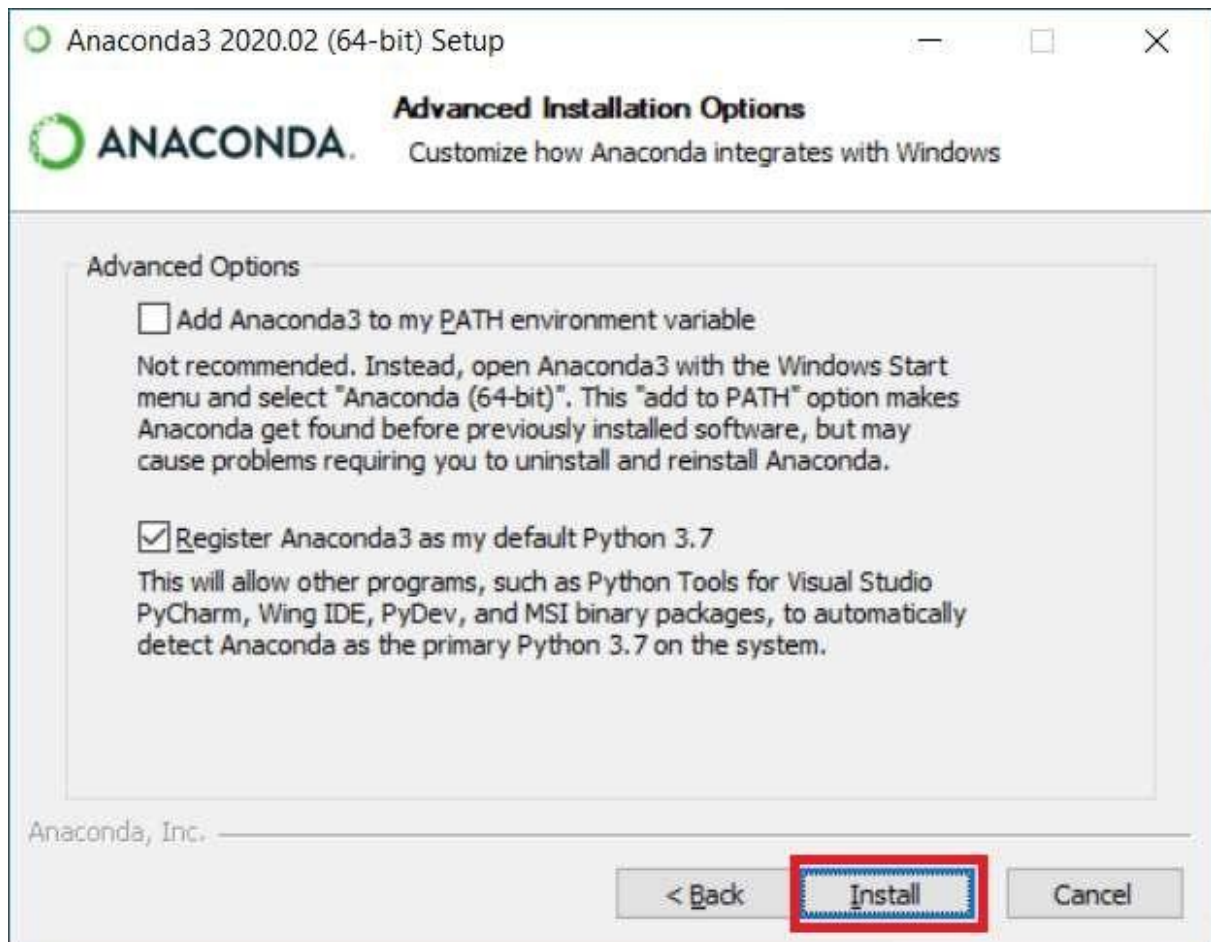 Anaconda3 2020.02 (64-bit) Setup
ANACONDA.
Advanced Installation Options
Customize how Anaconda integrates with Windows
Advanced Options
Add Anaconda3 to my PATH environment variable
Not recommended. Instead, open Anaconda3 with the Windows Start
menu and select "Anaconda (64-bit)". This "add to PATH" option makes
Anaconda get found before previously installed software, but may
cause problems requiring you to uninstall and reinstall Anaconda.
Register Anaconda3 as my default Python 3.7
This will allow other programs, such as Python Tools for Visual Studio
PyCharm, Wing IDE, PyDev, and MSI binary packages, to automatically
detect Anaconda as the primary Python 3.7 on the system.
Anaconda, Inc.
< Back
Install
Cancel